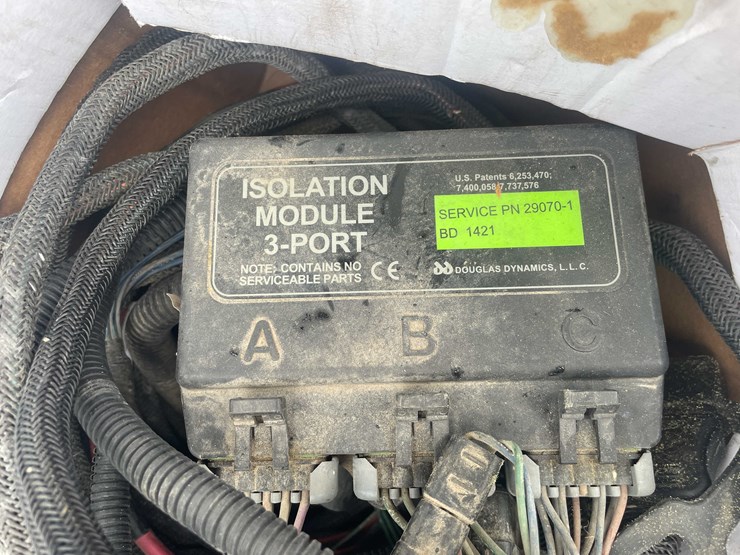 ISOLATION
MODULE
3-PORT
NOTE: CONTAINS NO
SERVICEABLE PARTS CE
U.S. Patents 6,253,470;
7,400,058;7,737,576
SERVICE PN 29070-1
BD 1421
DOUGLAS DYNAMICS, L.L.C.
A B C